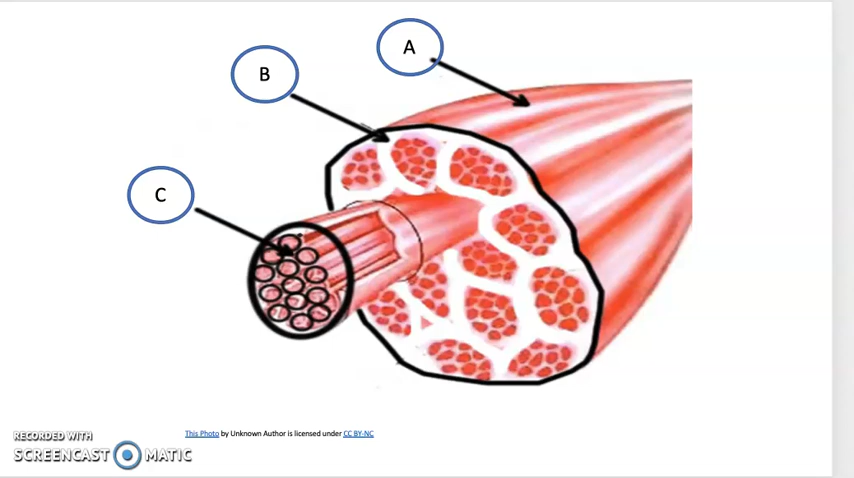 A
B
C
This Photo by Unknown Author is licensed under CC BY-NC
RECORDED WITH
SCREENCAST MATIC